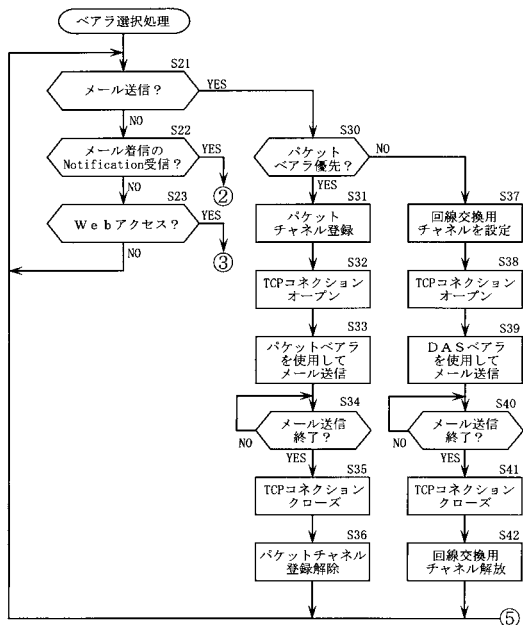 ベアラ選択処理
S21
メール送信？
YES
NO
S22
メール着信の
Notification受信？
YES
②
NO
S23
Ｗｅｂアクセス？
YES
③
NO
S30
パケット
ベアラ優先？
NO
YES
S31
パケット
チャネル登録
S32
TCPコネクション
オープン
S33
パケットベアラ
を使用して
メール送信
S34
メール送信
終了？
NO
YES
S35
TCPコネクション
クローズ
S36
パケットチャネル
登録解除
S37
回線交換用
チャネルを設定
S38
TCPコネクション
オープン
S39
ＤＡＳベアラ
を使用して
メール送信
S40
メール送信
終了？
NO
YES
S41
TCPコネクション
クローズ
S42
回線交換用
チャネル解放
⑤